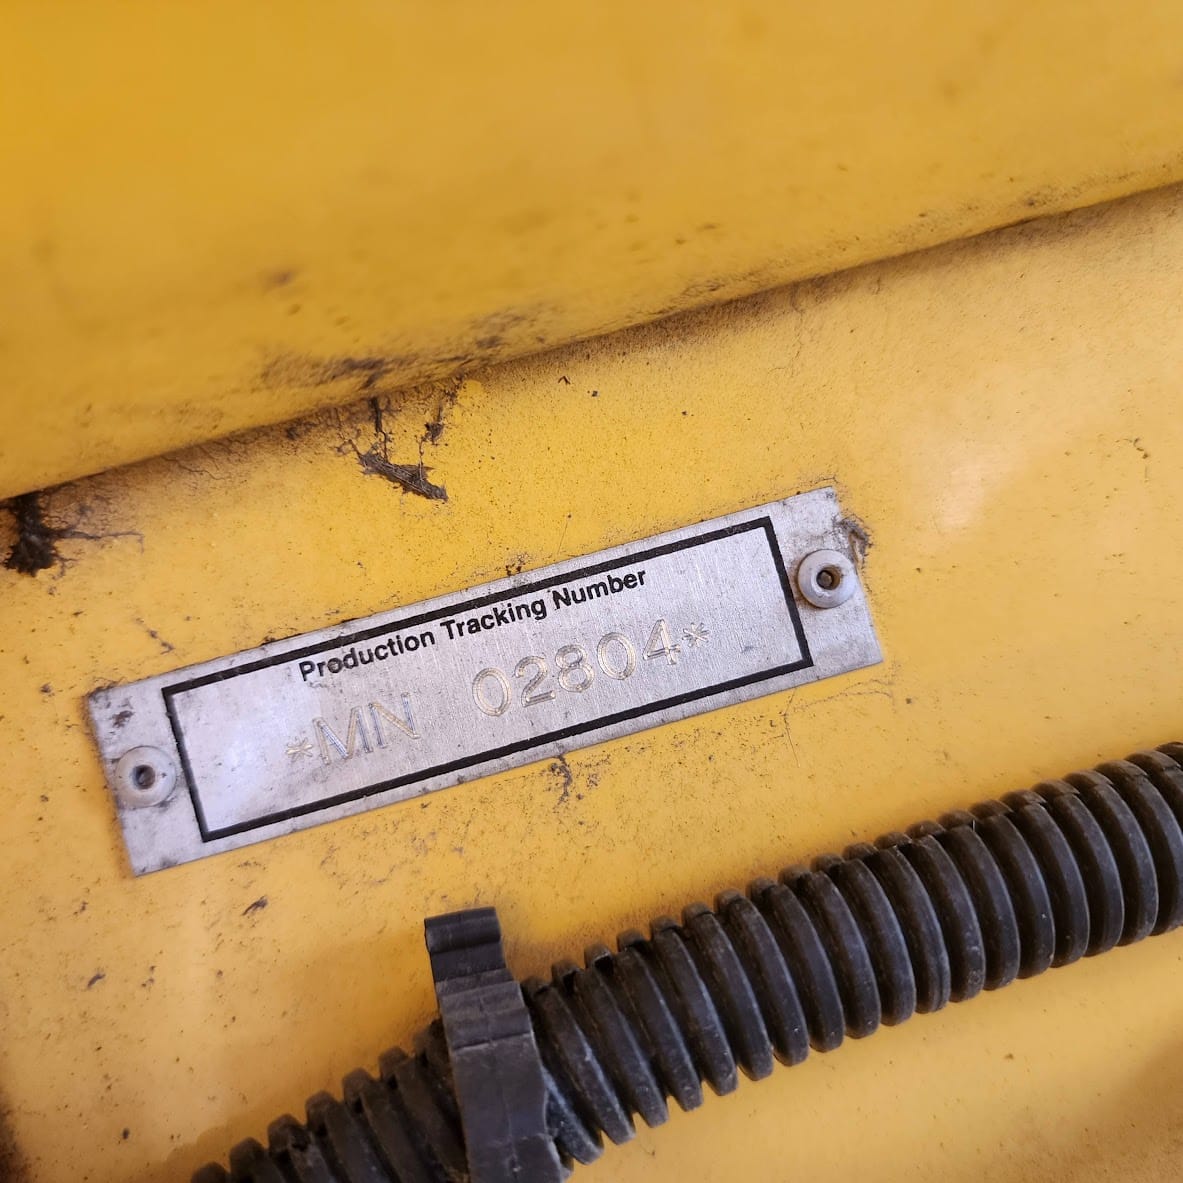 Production Tracking Number
*MN 02804*